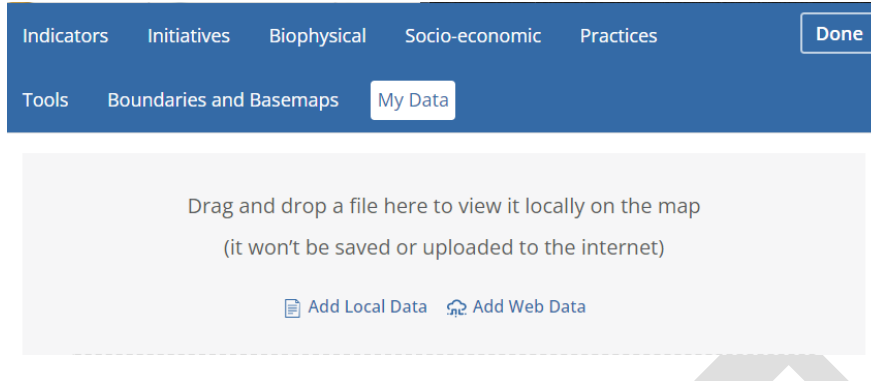 Indicators Initiatives Biophysical Socio-economic Practices Done
Tools Boundaries and Basemaps My Data
Drag and drop a file here to view it locally on the map
(it won't be saved or uploaded to the internet)
Add Local Data Add Web Data